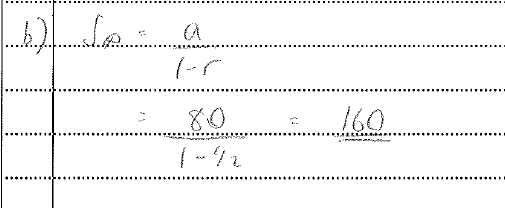 b) S∞ = a / 1-r
= 80 / 1-1/2 = 160